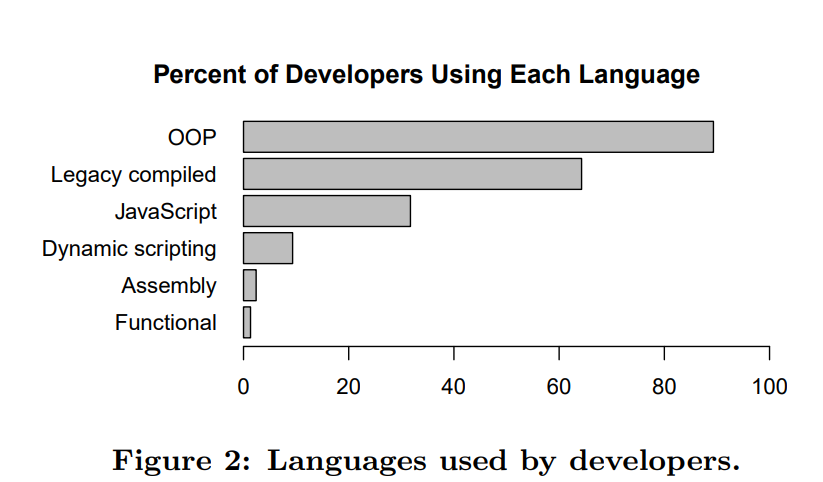 Percent of Developers Using Each Language
OOP
Legacy compiled
JavaScript
Dynamic scripting
Assembly
Functional
0 20 40 60 80 100
Figure 2: Languages used by developers.